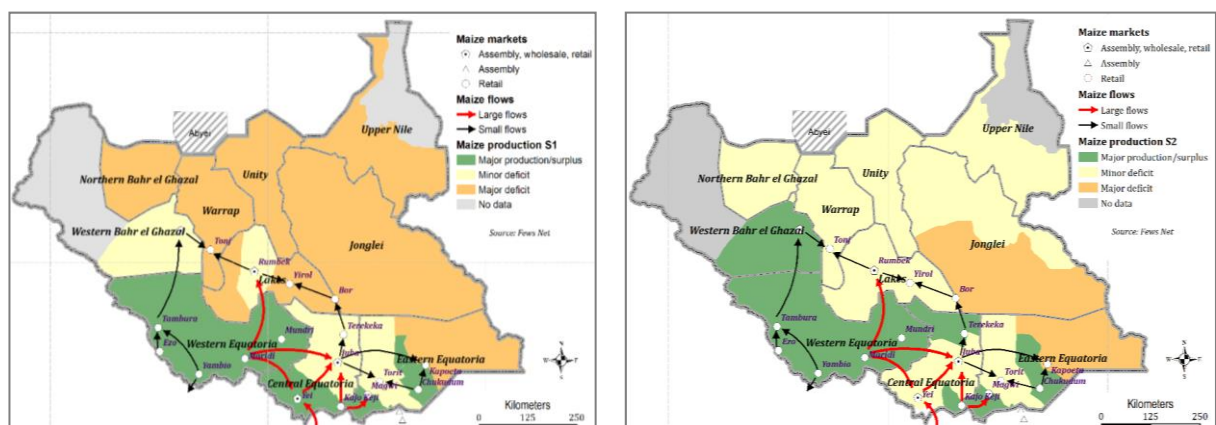 Maize markets
Assembly, wholesale, retail
Assembly
Retail
Maize flows
Large flows
Small flows
Maize production S1
Major production/surplus
Minor deficit
Major deficit
No data
Source: Fews Net
Abyei
Upper Nile
Northern Bahr el Ghazal
Unity
Warrap
Western Bahr el Ghazal
Tonj
Jonglei
Rumbek
Lakes
Yirol
Bor
Tambura
Mundri
Terekeka
Western Equatoria
Ezo
Maridi
Juba
Eastern Equatoria
Yambio
Torit
Kapoeta
Central Equatoria
Magwi
Chukudum
Yei
Kajo Keji
Kilometers
0 125 250
Maize markets
Assembly, wholesale, retail
Assembly
Retail
Maize flows
Large flows
Small flows
Maize production S2
Major production/surplus
Minor deficit
Major deficit
No data
Source: Fews Net
Abyei
Upper Nile
Northern Bahr el Ghazal
Unity
Warrap
Western Bahr el Ghazal
Tonj
Jonglei
Rumbek
Lakes
Yirol
Bor
Tambura
Mundri
Terekeka
Western Equatoria
Ezo
Maridi
Juba
Eastern Equatoria
Yambio
Torit
Kapoeta
Central Equatoria
Magwi
Chukudum
Yei
Kajo Keji
Kilometers
0 125 250